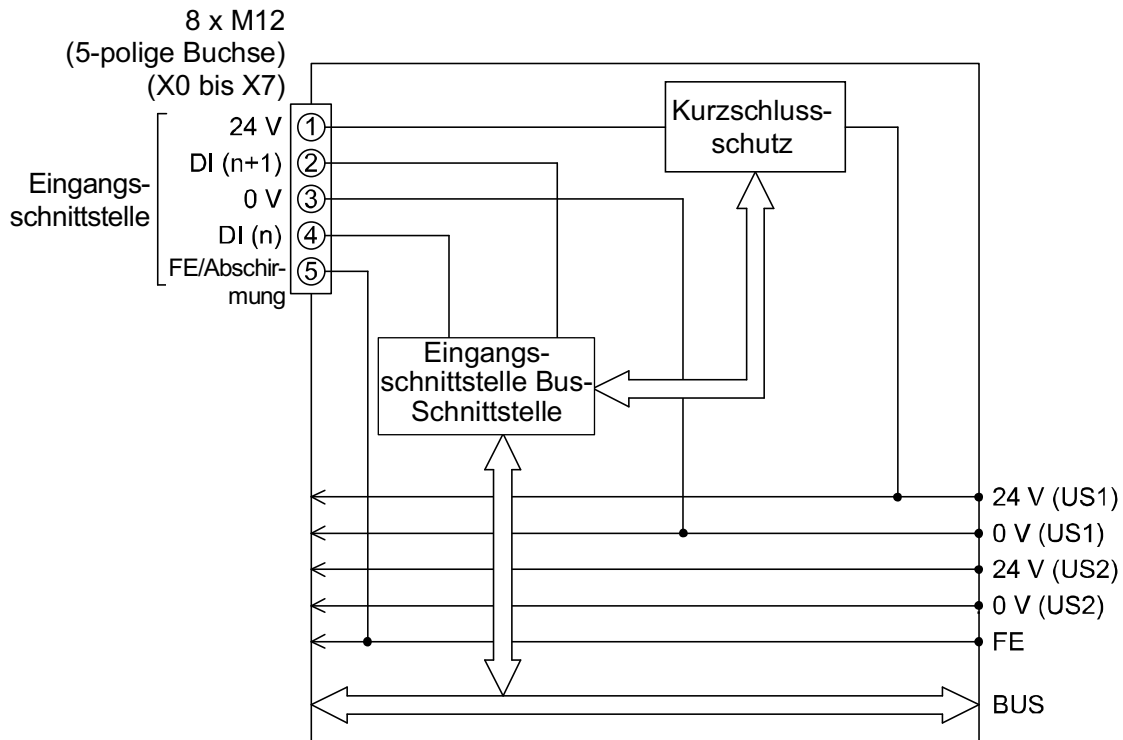 8 x M12
(5-polige Buchse)
(X0 bis X7)
Eingangs-
schnittstelle
24 V
DI (n+1)
0 V
DI (n)
FE/Abschir-
mung
1
2
3
4
5
Kurzschluss-
schutz
Eingangs-
schnittstelle Bus-
Schnittstelle
24 V (US1)
0 V (US1)
24 V (US2)
0 V (US2)
FE
BUS